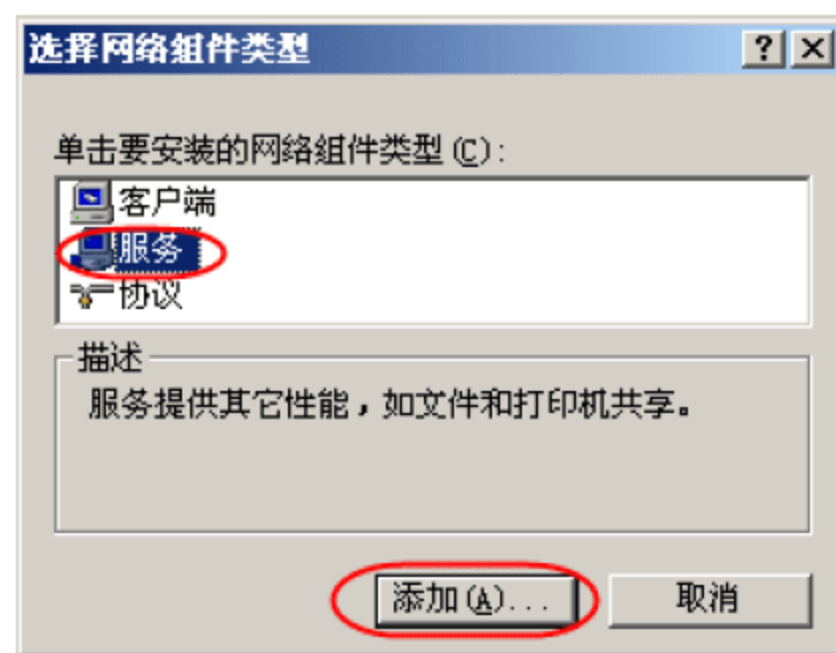 选择网络组件类型
单击要安装的网络组件类型(C):
客户端
服务
协议
描述
服务提供其它性能,如文件和打印机共享。
添加(A)... 取消